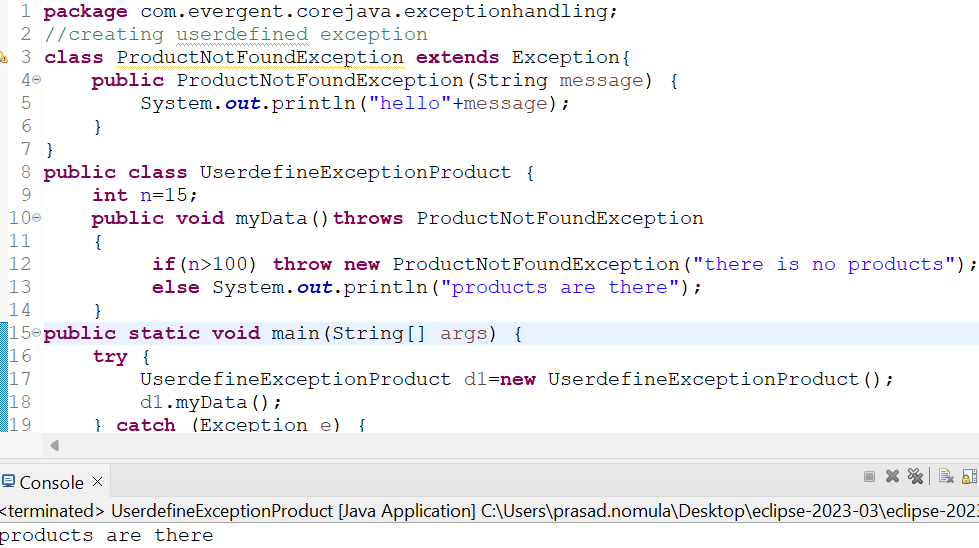 1 package com.evergent.corejava.exceptionhandling;
2 //creating userdefined exception
3 class ProductNotFoundException extends Exception{
4 public ProductNotFoundException(String message) {
5 System.out.println("hello"+message);
6 }
7 }
8 public class UserdefineExceptionProduct {
9 int n=15;
10 public void myData()throws ProductNotFoundException
11 {
12 if(n>100) throw new ProductNotFoundException("there is no products");
13 else System.out.println("products are there");
14 }
15 public static void main(String[] args) {
16 try {
17 UserdefineExceptionProduct d1=new UserdefineExceptionProduct();
18 d1.myData();
19 } catch (Exception e) {
Console ×
<terminated> UserdefineExceptionProduct [Java Application] C:\Users\prasad.nomula\Desktop\eclipse-2023-03\eclipse-202
products are there